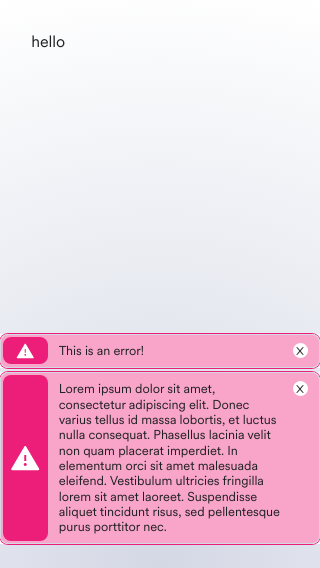 hello
This is an error!
X
Lorem ipsum dolor sit amet,
X
consectetur adipiscing elit. Donec
varius tellus id massa lobortis, et luctus
nulla consequat. Phasellus lacinia velit
non quam placerat imperdiet. In
elementum orci sit amet malesuada
eleifend. Vestibulum ultricies fringilla
lorem sit amet laoreet. Suspendisse
aliquet tincidunt risus, sed pellentesque
purus porttitor nec.